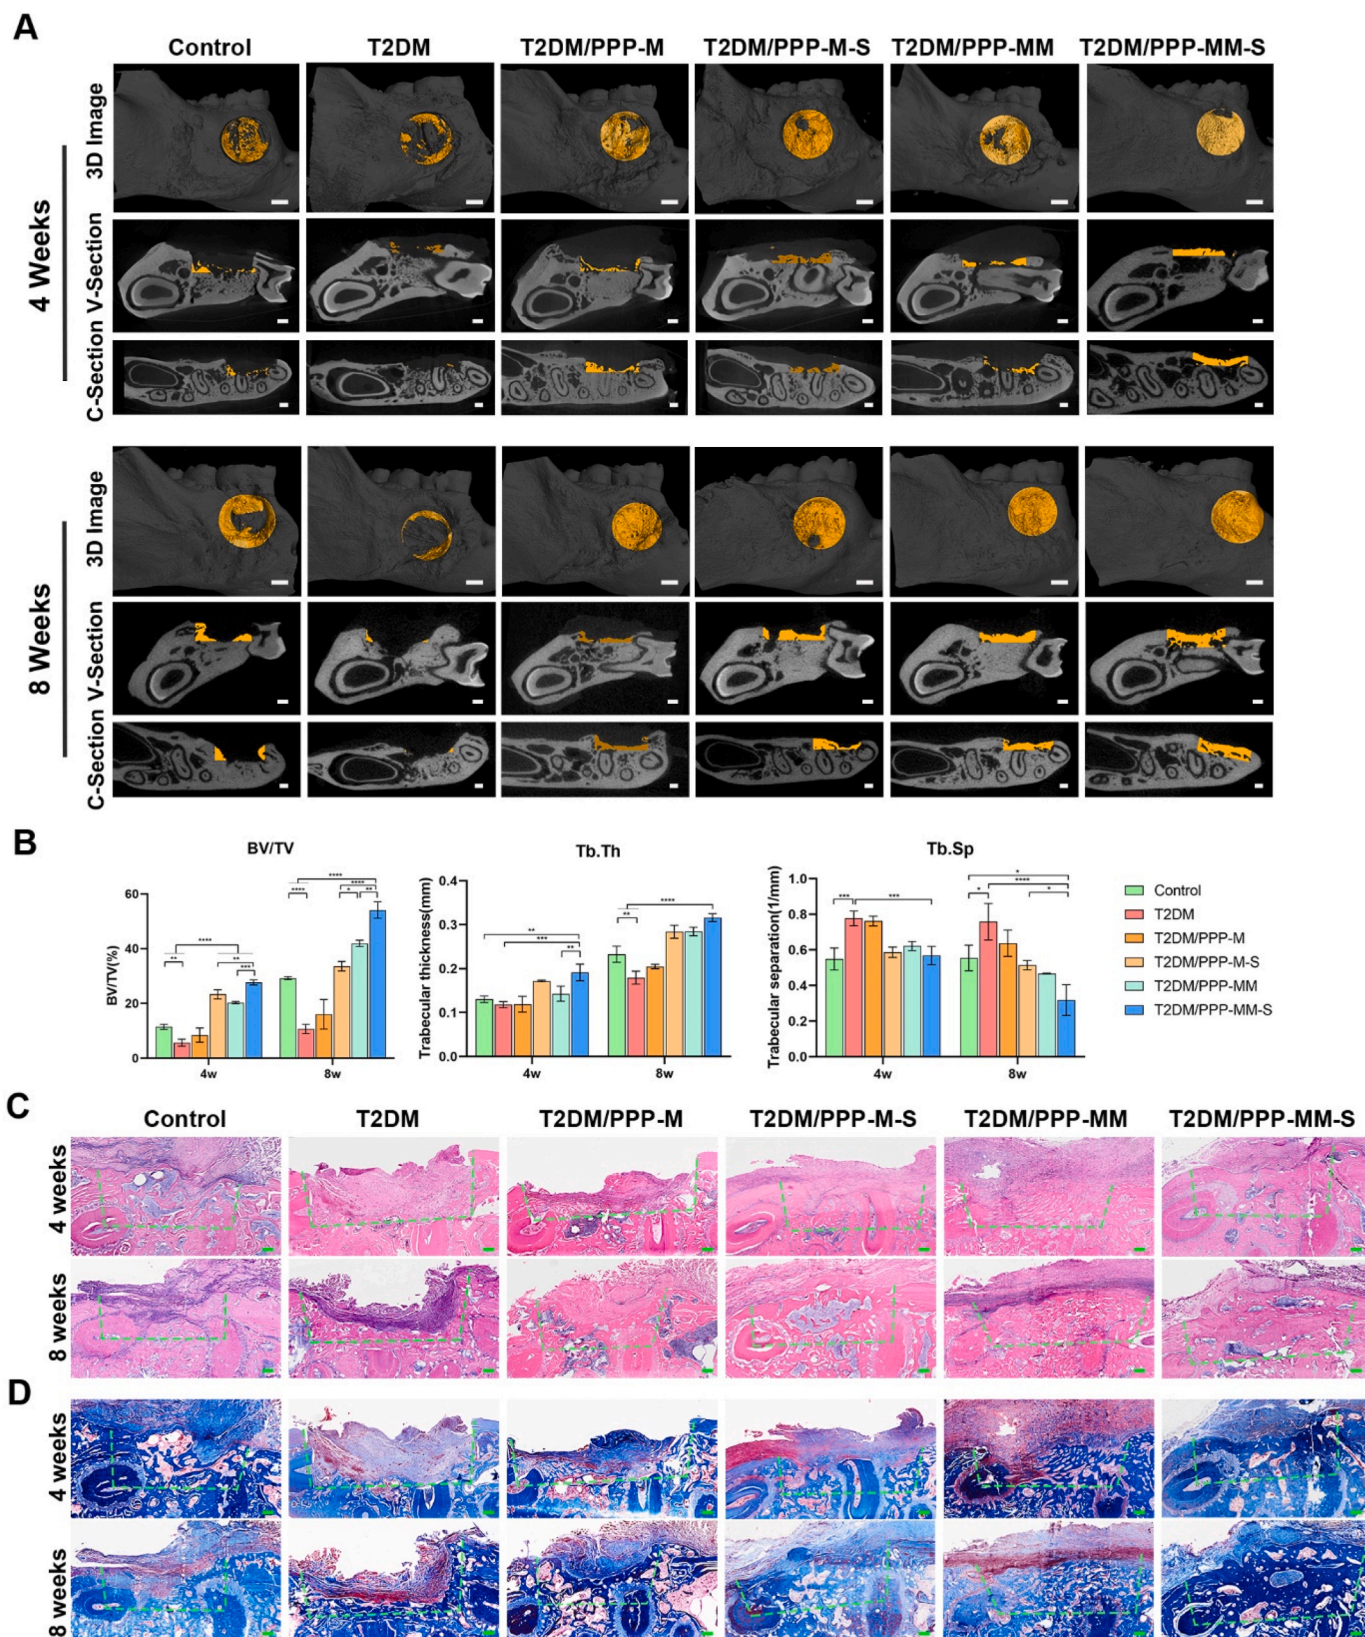 A
Control T2DM T2DM/PPP-M T2DM/PPP-M-S T2DM/PPP-MM T2DM/PPP-MM-S
4 Weeks
3D Image
V-Section
C-Section
8 Weeks
3D Image
V-Section
C-Section
B
BV/TV
BV/TV(%)
60
40
20
0
**
****
**
***
****
****
****
*
**
4w 8w
Tb.Th
Trabecular thickness(mm)
0.4
0.3
0.2
0.1
0.0
**
***
**
**
****
4w 8w
Tb.Sp
Trabecular separation(1/mm)
1.0
0.8
0.6
0.4
0.2
0.0
***
***
*
****
*
*
4w 8w
Control
T2DM
T2DM/PPP-M
T2DM/PPP-M-S
T2DM/PPP-MM
T2DM/PPP-MM-S
C
Control T2DM T2DM/PPP-M T2DM/PPP-M-S T2DM/PPP-MM T2DM/PPP-MM-S
4 weeks
8 weeks
D
4 weeks
8 weeks